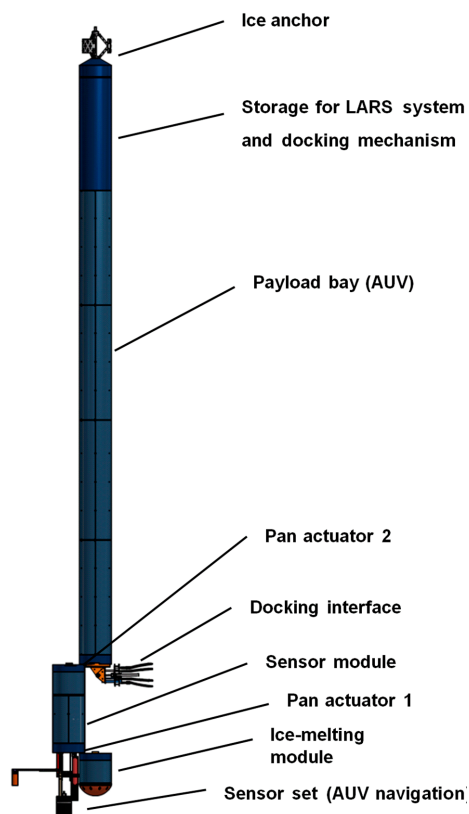 Ice anchor
Storage for LARS system
and docking mechanism
Payload bay (AUV)
Pan actuator 2
Docking interface
Sensor module
Pan actuator 1
Ice-melting
module
Sensor set (AUV navigation)